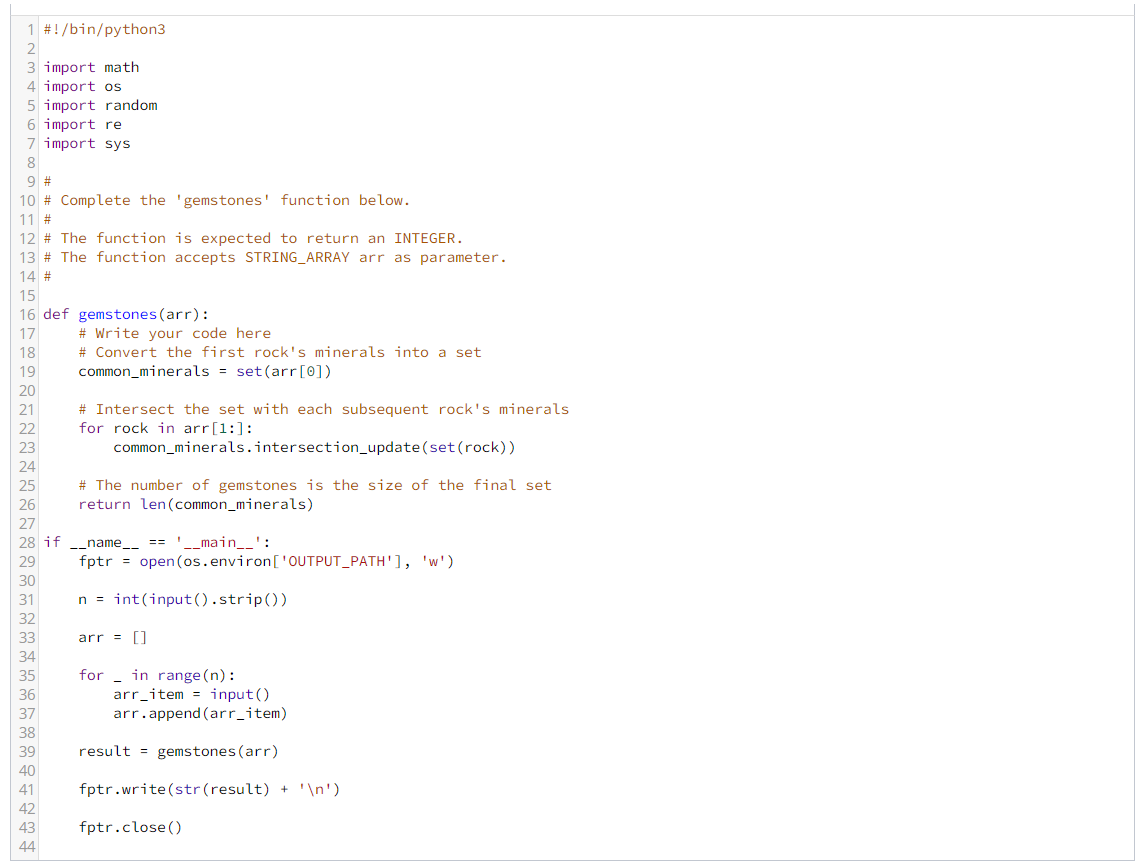 1 #!/bin/python3
2
3 import math
4 import os
5 import random
6 import re
7 import sys
8
9 #
10 # Complete the 'gemstones' function below.
11 #
12 # The function is expected to return an INTEGER.
13 # The function accepts STRING_ARRAY arr as parameter.
14 #
15
16 def gemstones(arr):
17     # Write your code here
18     # Convert the first rock's minerals into a set
19     common_minerals = set(arr[0])
20
21     # Intersect the set with each subsequent rock's minerals
22     for rock in arr[1:]:
23         common_minerals.intersection_update(set(rock))
24
25     # The number of gemstones is the size of the final set
26     return len(common_minerals)
27
28 if __name__ == '__main__':
29     fptr = open(os.environ['OUTPUT_PATH'], 'w')
30
31     n = int(input().strip())
32
33     arr = []
34
35     for _ in range(n):
36         arr_item = input()
37         arr.append(arr_item)
38
39     result = gemstones(arr)
40
41     fptr.write(str(result) + '\n')
42
43     fptr.close()
44